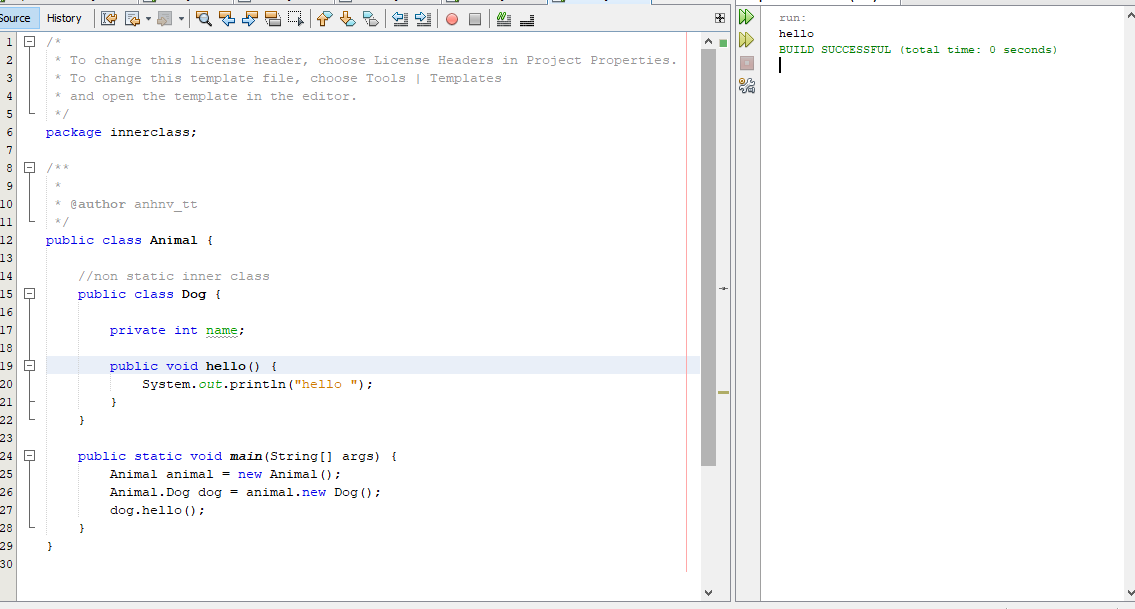 Source History
1 /*
2 * To change this license header, choose License Headers in Project Properties.
3 * To change this template file, choose Tools | Templates
4 * and open the template in the editor.
5 */
6 package innerclass;
7
8 /**
9 *
10 * @author anhnv_tt
11 */
12 public class Animal {
13
14 //non static inner class
15 public class Dog {
16
17 private int name;
18
19 public void hello() {
20 System.out.println("hello ");
21 }
22 }
23
24 public static void main(String[] args) {
25 Animal animal = new Animal();
26 Animal.Dog dog = animal.new Dog();
27 dog.hello();
28 }
29 }
30
run:
hello
BUILD SUCCESSFUL (total time: 0 seconds)